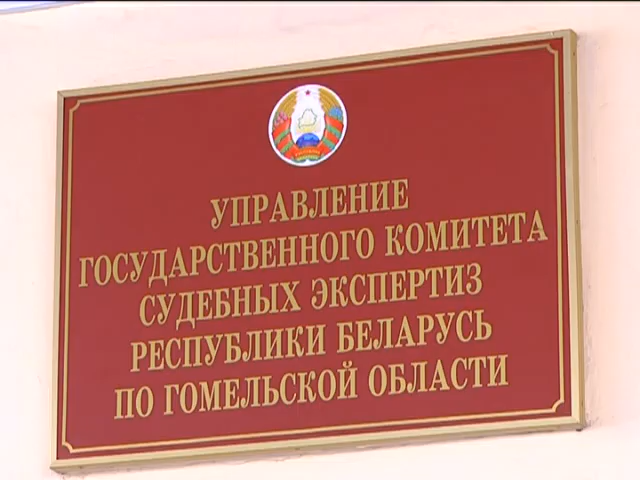 УПРАВЛЕНИЕ
ГОСУДАРСТВЕННОГО КОМИТЕТА
СУДЕБНЫХ ЭКСПЕРТИЗ
РЕСПУБЛИКИ БЕЛАРУСЬ
ПО ГОМЕЛЬСКОЙ ОБЛАСТИ